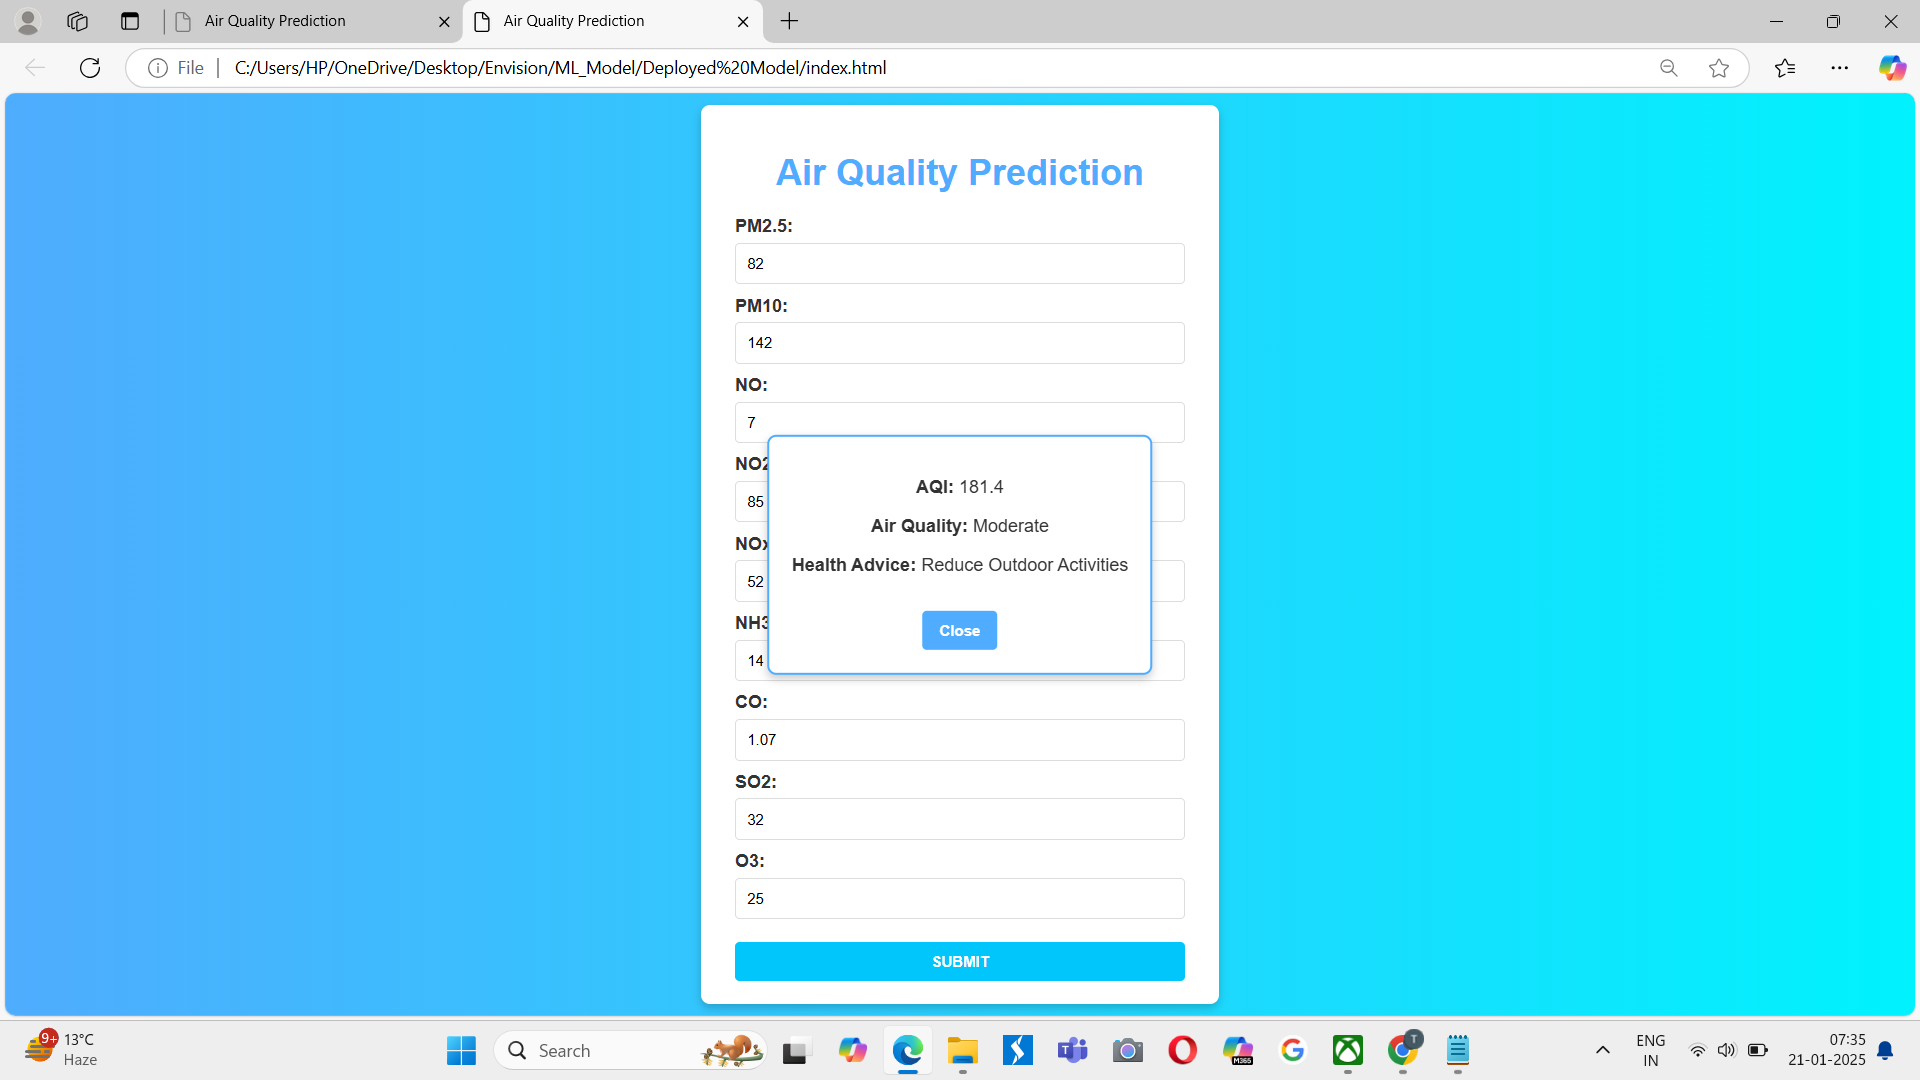 Air Quality Prediction
Air Quality Prediction
File
C:/Users/HP/OneDrive/Desktop/Envision/ML_Model/Deployed%20Model/index.html
Air Quality Prediction
PM2.5:
82
PM10:
142
NO:
7
NO2
85
NOx
52
NH3
14
AQI: 181.4
Air Quality: Moderate
Health Advice: Reduce Outdoor Activities
Close
CO:
1.07
SO2:
32
O3:
25
SUBMIT
9+
13°C
Haze
Search
M365
T
ENG
IN
07:35
21-01-2025